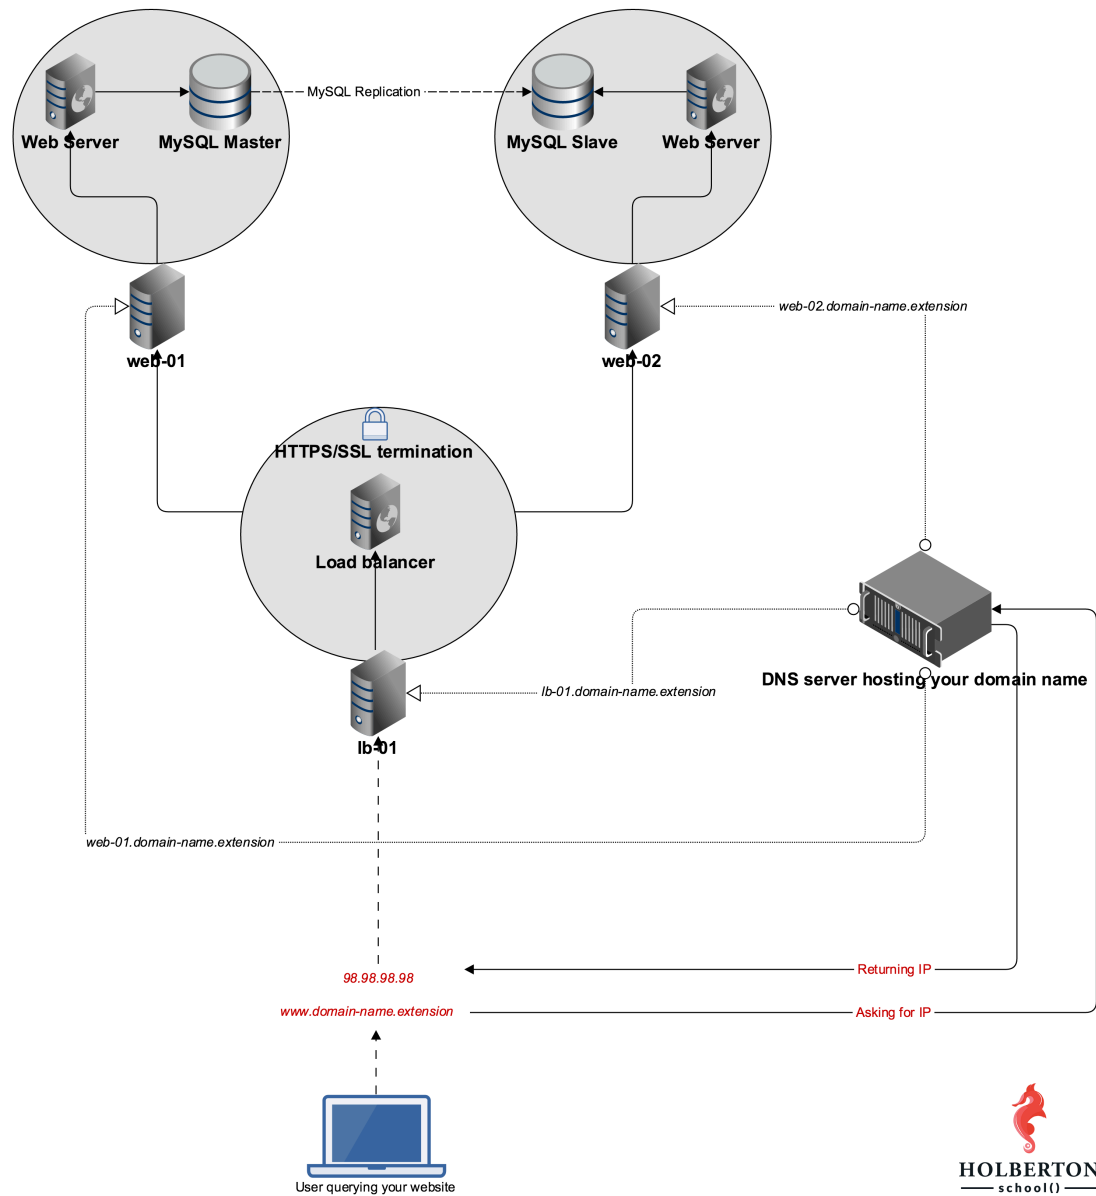 MySQL Replication
Web Server
MySQL Master
MySQL Slave
Web Server
web-02.domain-name.extension
web-01
web-02
HTTPS/SSL termination
Load balancer
DNS server hosting your domain name
lb-01.domain-name.extension
lb-01
web-01.domain-name.extension
Returning IP
98.98.98.98
www.domain-name.extension
Asking for IP
User querying your website
HOLBERTON
school()